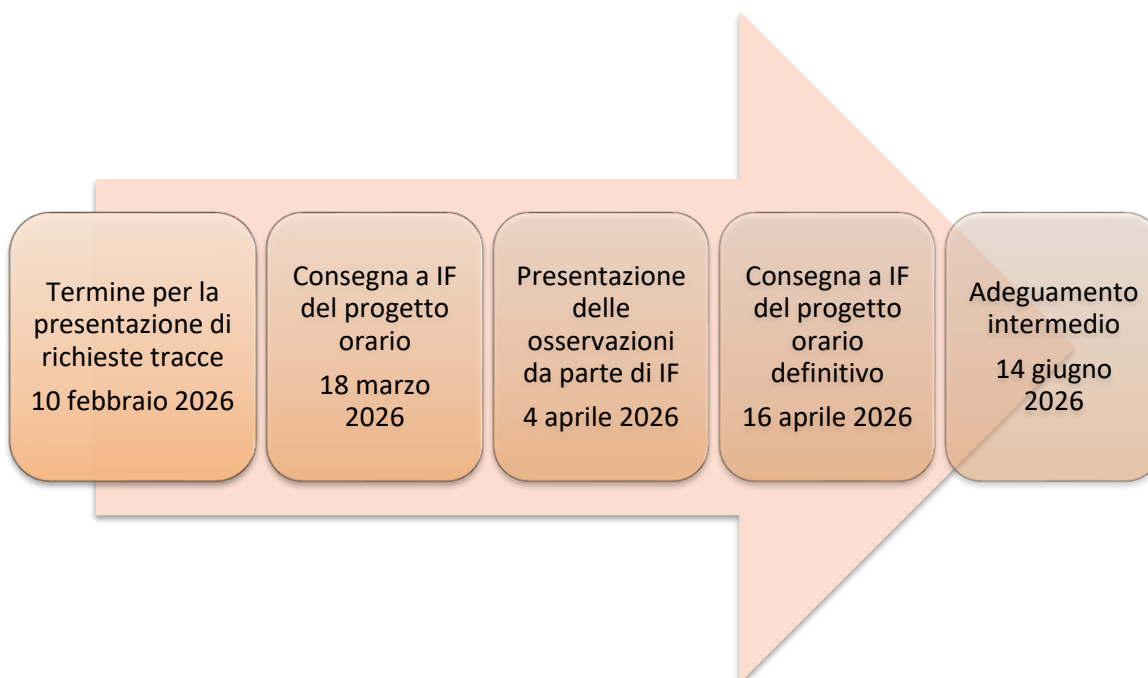 Termine per la
presentazione di
richieste tracce
10 febbraio 2026
Consegna a IF
del progetto
orario
18 marzo
2026
Presentazione
delle
osservazioni
da parte di IF
4 aprile 2026
Consegna a IF
del progetto
orario
definitivo
16 aprile 2026
Adeguamento
intermedio
14 giugno
2026